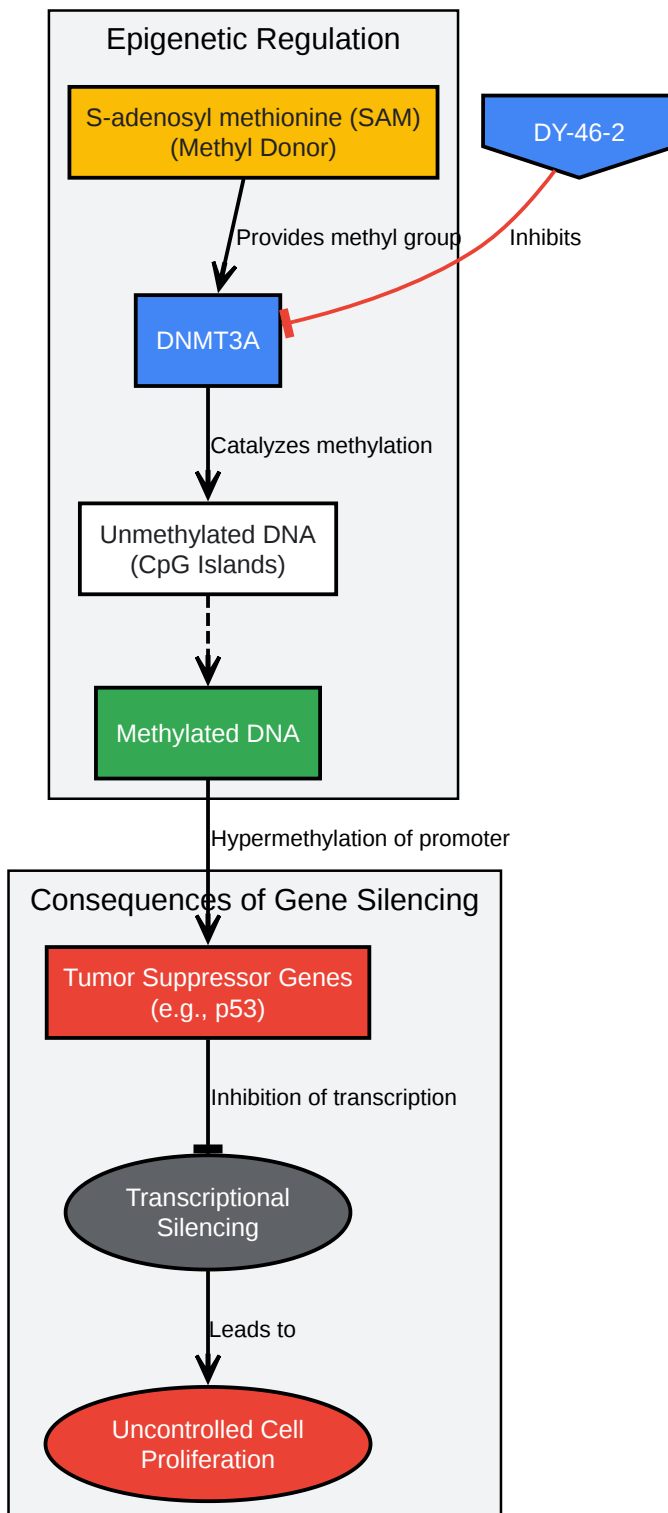 Epigenetic Regulation
S-adenosyl methionine (SAM)
(Methyl Donor)
DY-46-2
Provides methyl group
Inhibits
DNMT3A
Catalyzes methylation
Unmethylated DNA
(CpG Islands)
Methylated DNA
Hypermethylation of promoter
Consequences of Gene Silencing
Tumor Suppressor Genes
(e.g., p53)
Inhibition of transcription
Transcriptional
Silencing
Leads to
Uncontrolled Cell
Proliferation